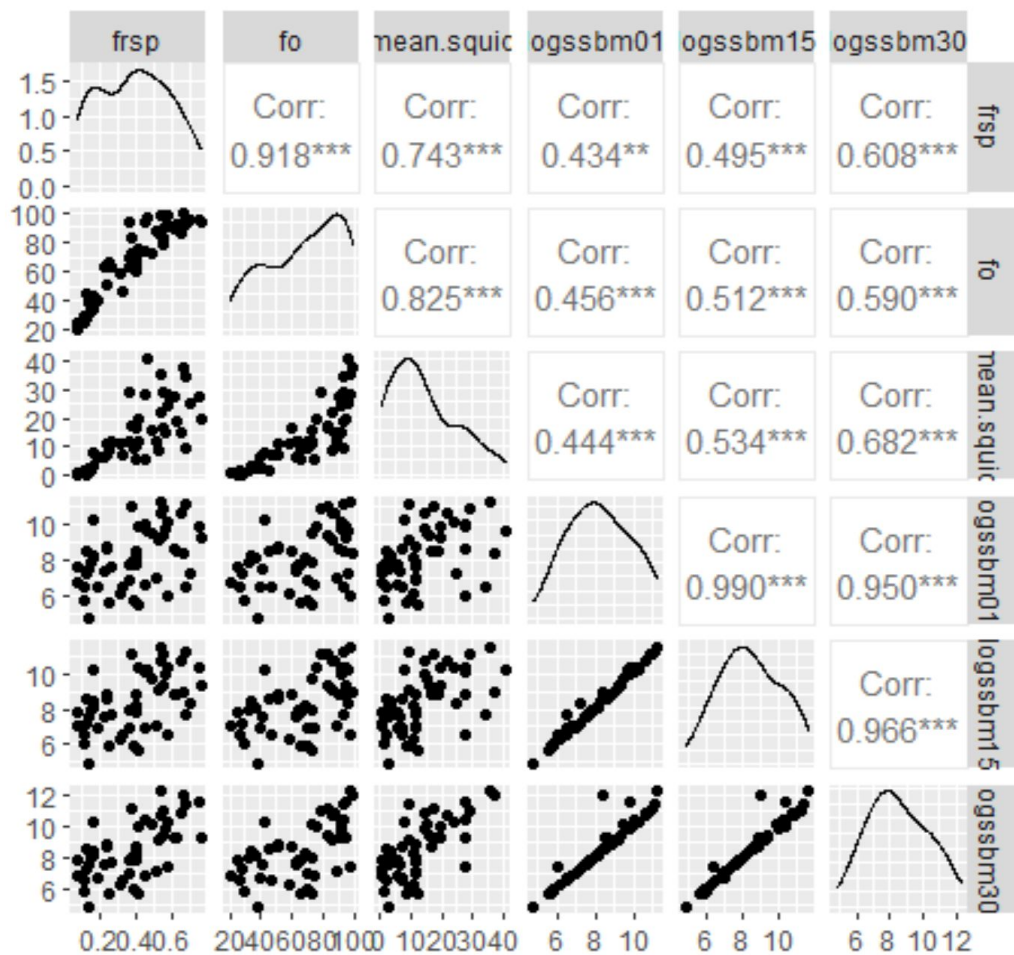 frsp fo mean.squid ogssbm01 ogssbm15 ogssbm30
1.5
1.0
0.5
0.0
Corr:
0.918***
Corr:
0.743***
Corr:
0.434**
Corr:
0.495***
Corr:
0.608***
frsp
100
80
60
40
20
Corr:
0.825***
Corr:
0.456***
Corr:
0.512***
Corr:
0.590***
fo
40
30
20
10
0
Corr:
0.444***
Corr:
0.534***
Corr:
0.682***
mean.squid
10
8
6
Corr:
0.990***
Corr:
0.950***
ogssbm01
10
8
6
Corr:
0.966***
logssbm15
12
10
8
6
ogssbm30
0.20.40.6 20406080100 010203040 6 8 10 6 8 10 6 8 10 12